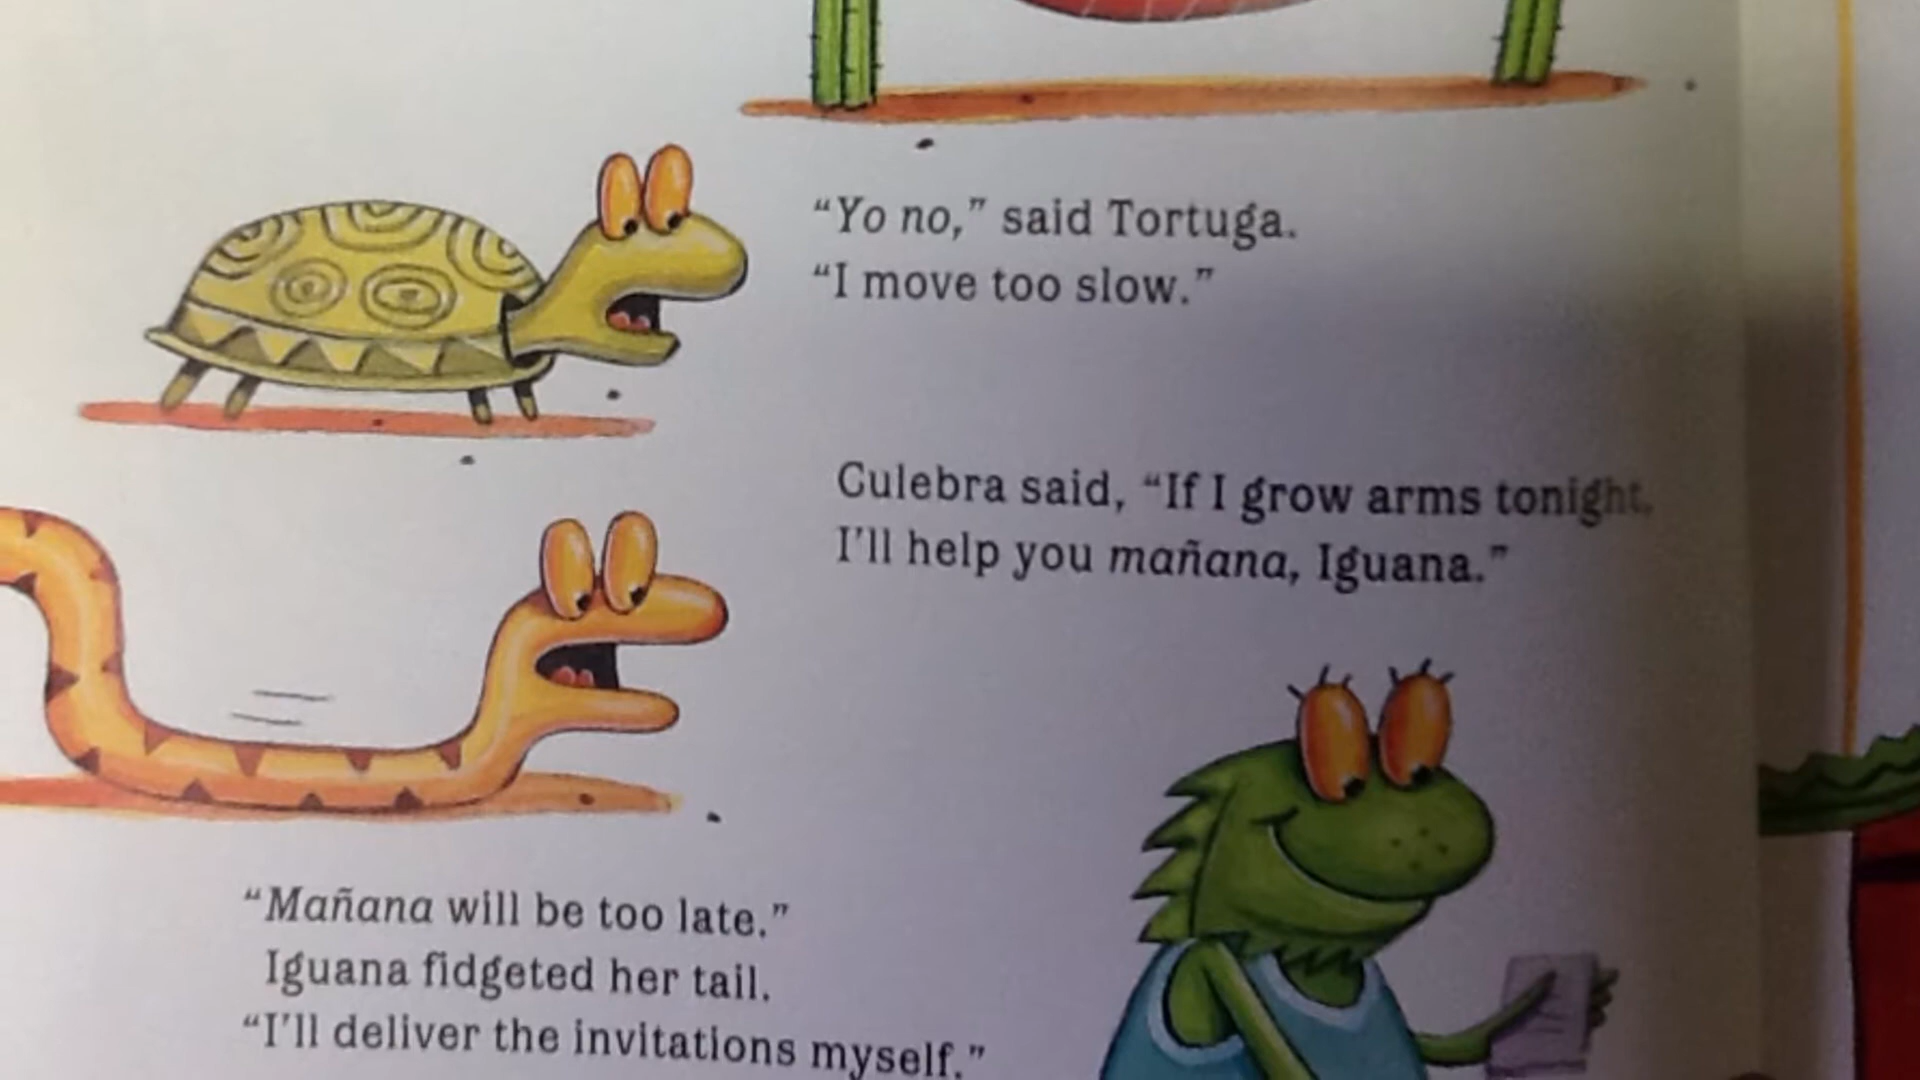 “Yo no,” said Tortuga.
“I move too slow.”
Culebra said, “If I grow arms tonight,
I’ll help you mañana, Iguana.”
“Mañana will be too late.”
Iguana fidgeted her tail.
“I’ll deliver the invitations myself.”